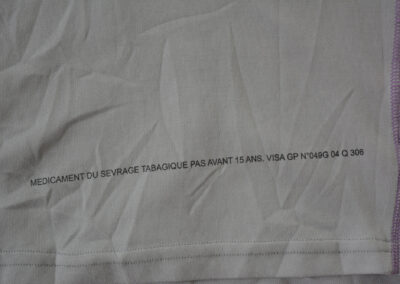 MEDICAMENT DU SEVRAGE TABAGIQUE PAS AVANT 15 ANS. VISA GP N°049G 04 Q 306